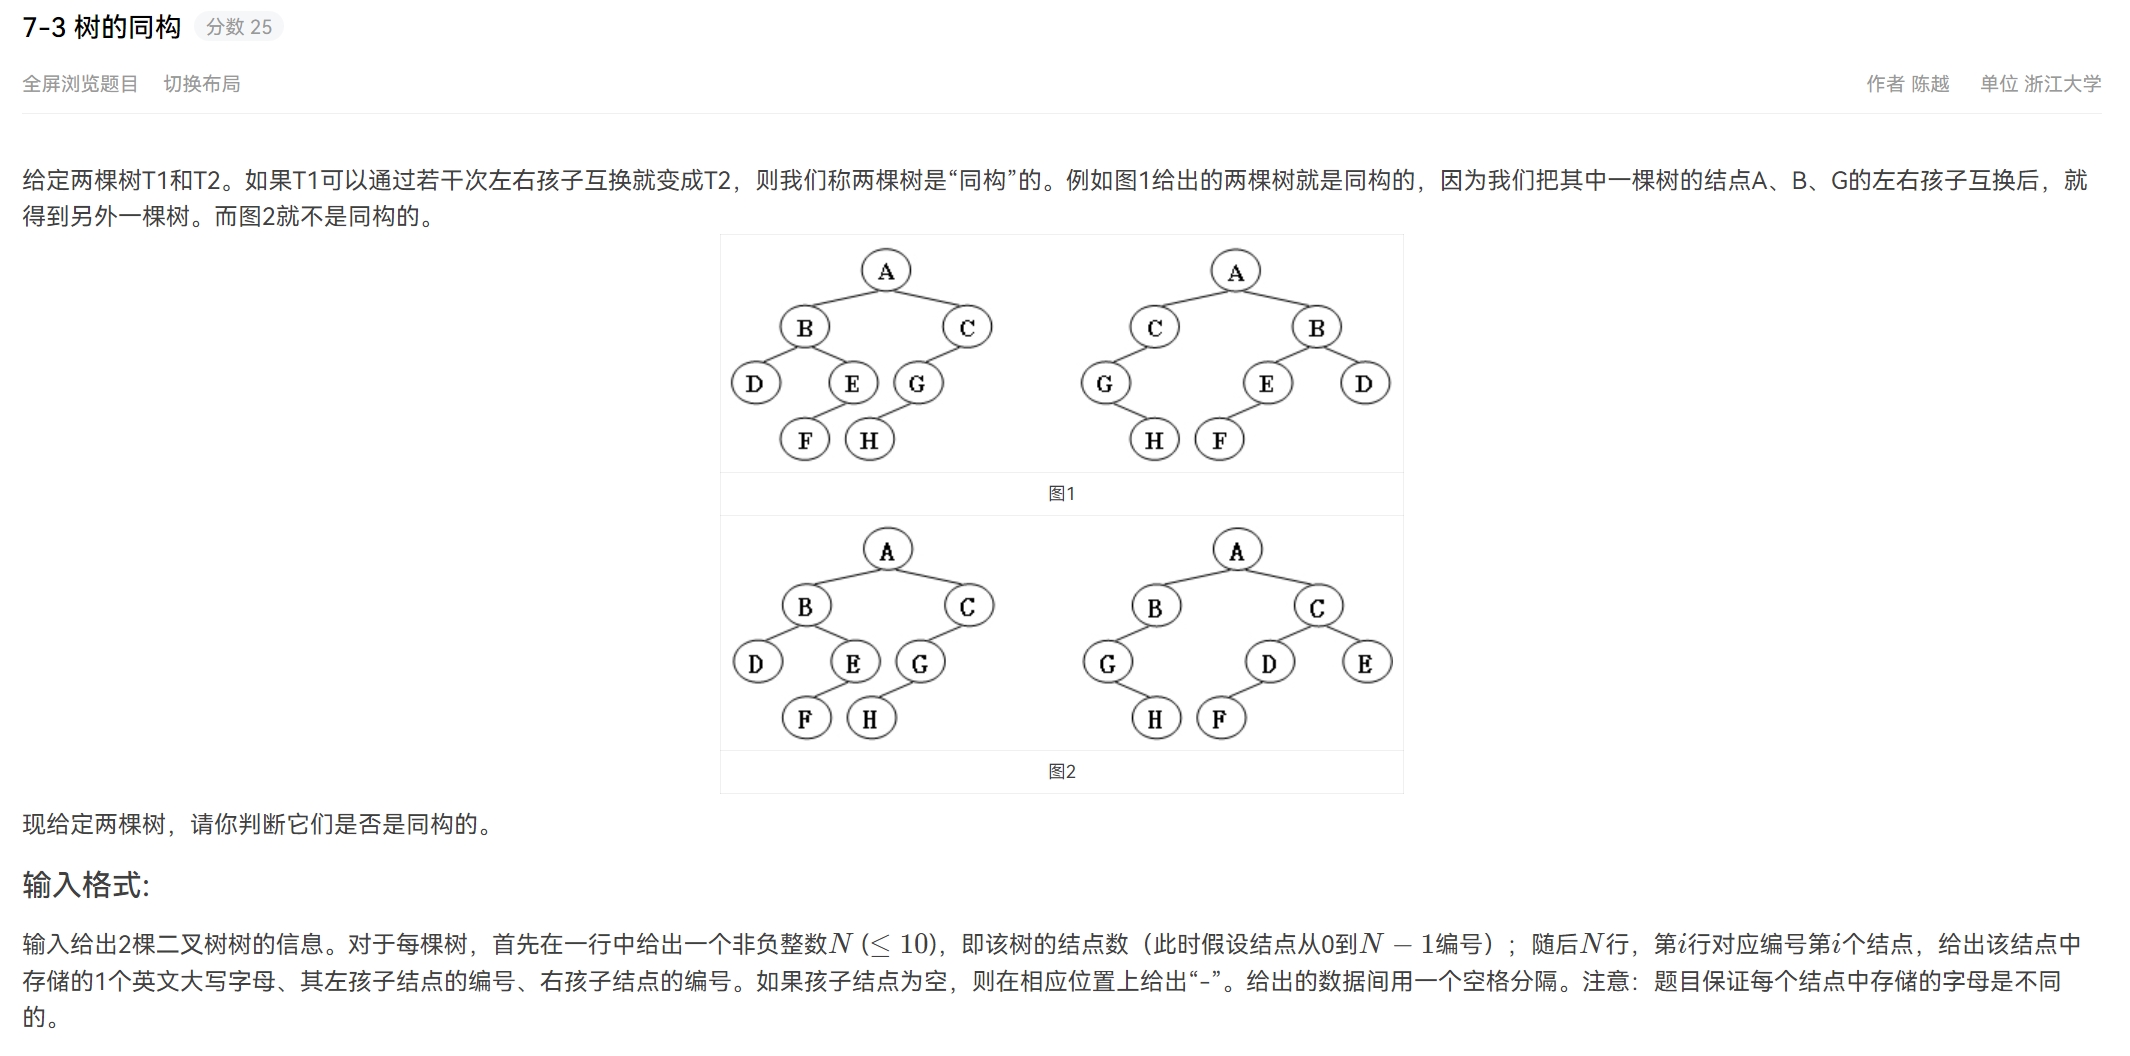 7-3 树的同构 分数 25
全屏浏览题目 切换布局 作者 陈越 单位 浙江大学
给定两棵树T1和T2。如果T1可以通过若干次左右孩子互换就变成T2，则我们称两棵树是“同构”的。例如图1给出的两棵树就是同构的，因为我们把其中一棵树的结点A、B、G的左右孩子互换后，就
得到另外一棵树。而图2就不是同构的。
A A
B C C B
D E G G E D
F H H F
图1
A A
B C B C
D E G G D E
F H H F
图2
现给定两棵树，请你判断它们是否是同构的。
输入格式:
输入给出2棵二叉树树的信息。对于每棵树，首先在一行中给出一个非负整数N (≤ 10)，即该树的结点数（此时假设结点从0到N − 1编号）；随后N行，第i行对应编号第i个结点，给出该结点中
存储的1个英文大写字母、其左孩子结点的编号、右孩子结点的编号。如果孩子结点为空，则在相应位置上给出“-”。给出的数据间用一个空格分隔。注意：题目保证每个结点中存储的字母是不同
的。